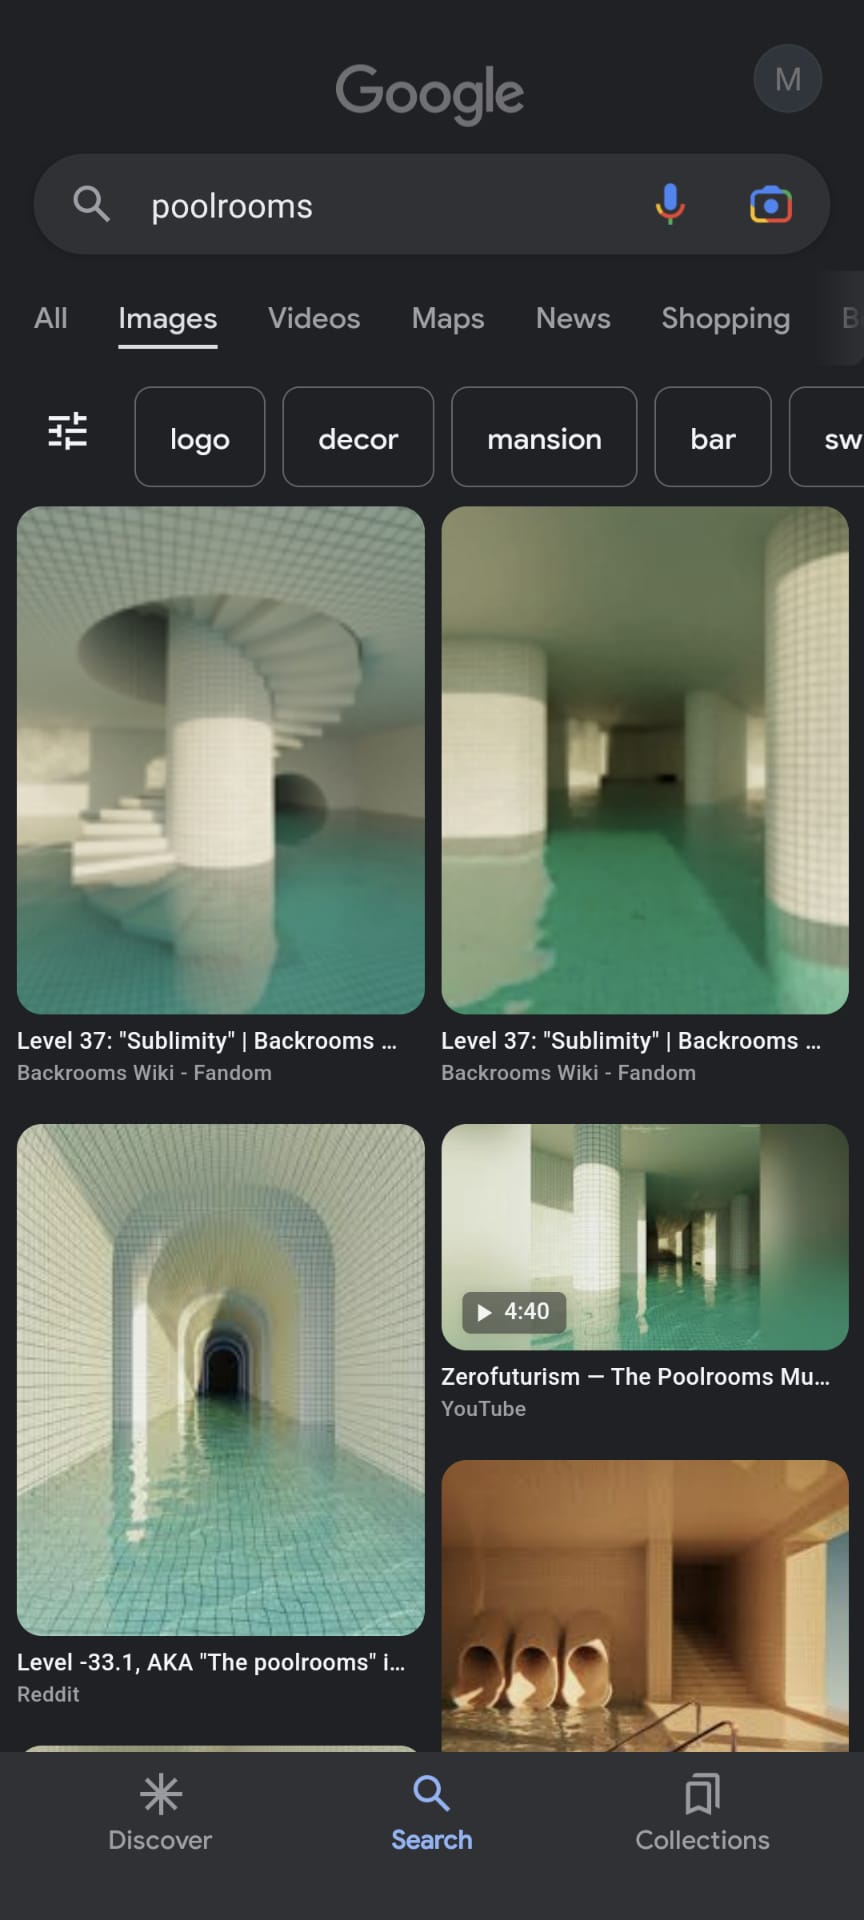 Google
M
poolrooms
All Images Videos Maps News Shopping B
logo decor mansion bar sw
Level 37: "Sublimity" | Backrooms ...
Backrooms Wiki - Fandom
Level 37: "Sublimity" | Backrooms ...
Backrooms Wiki - Fandom
4:40
Zerofuturism — The Poolrooms Mu...
YouTube
Level -33.1, AKA "The poolrooms" i...
Reddit
Discover Search Collections